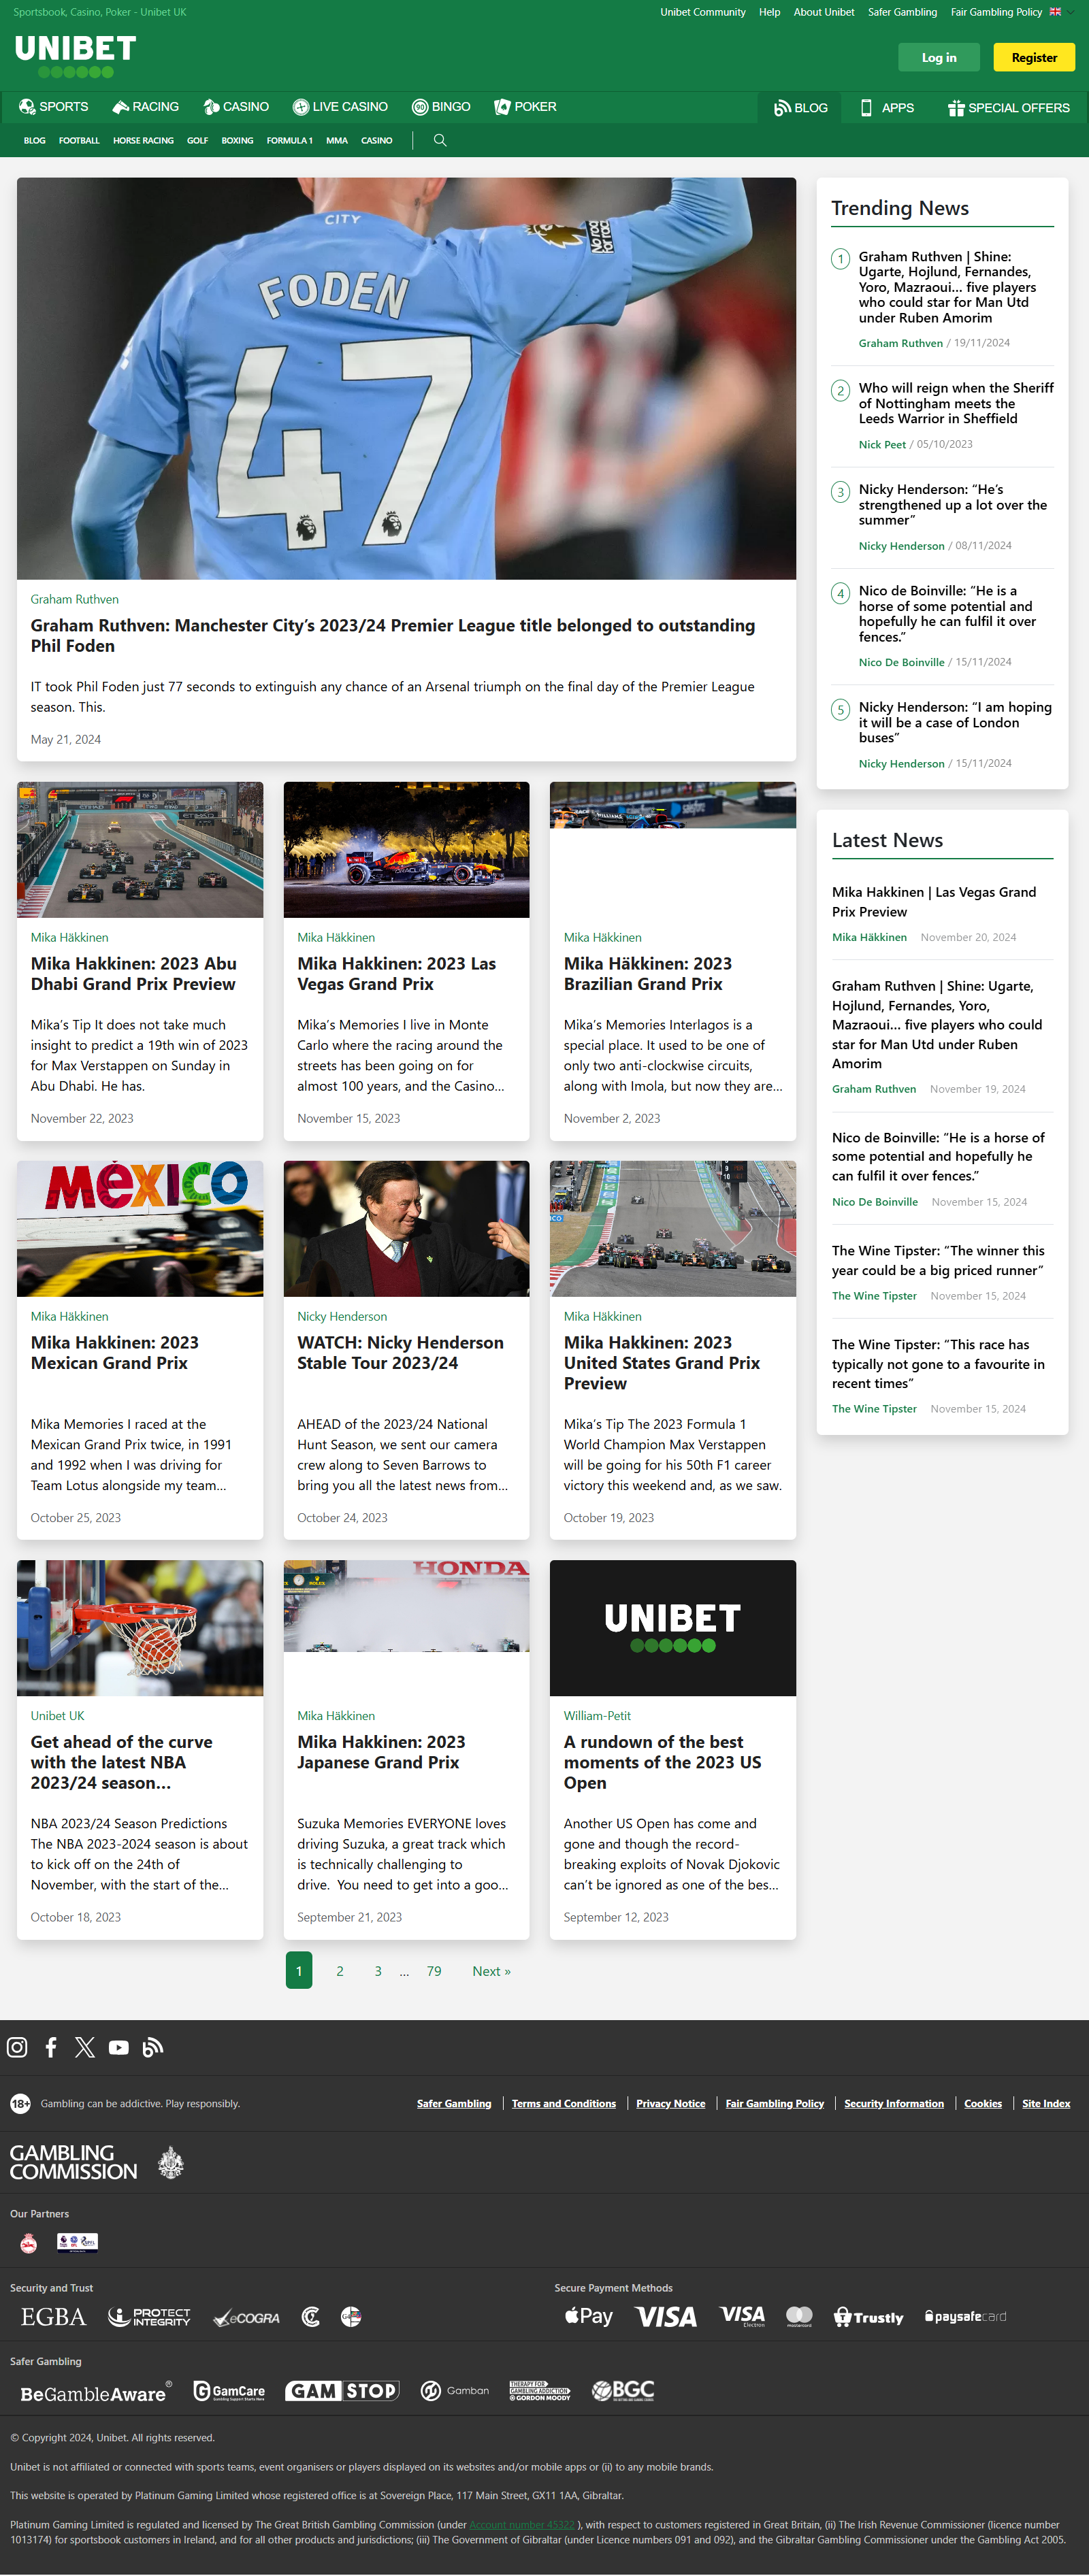 Sportsbook, Casino, Poker - Unibet UK
Unibet Community Help About Unibet Safer Gambling Fair Gambling Policy
UNIBET
Log in
Register
SPORTS RACING CASINO LIVE CASINO BINGO POKER
BLOG APPS SPECIAL OFFERS
BLOG FOOTBALL HORSE RACING GOLF BOXING FORMULA 1 MMA CASINO
CITY
FODEN
47
Graham Ruthven
Graham Ruthven: Manchester City’s 2023/24 Premier League title belonged to outstanding
Phil Foden
IT took Phil Foden just 77 seconds to extinguish any chance of an Arsenal triumph on the final day of the Premier League
season. This.
May 21, 2024
Mika Häkkinen
Mika Hakkinen: 2023 Abu
Dhabi Grand Prix Preview
Mika’s Tip It does not take much
insight to predict a 19th win of 2023
for Max Verstappen on Sunday in
Abu Dhabi. He has.
November 22, 2023
Mika Häkkinen
Mika Hakkinen: 2023 Las
Vegas Grand Prix
Mika’s Memories I live in Monte
Carlo where the racing around the
streets has been going on for
almost 100 years, and the Casino...
November 15, 2023
Mika Häkkinen
Mika Häkkinen: 2023
Brazilian Grand Prix
Mika’s Memories Interlagos is a
special place. It used to be one of
only two anti-clockwise circuits,
along with Imola, but now they are...
November 2, 2023
MéxicO
Mika Häkkinen
Mika Hakkinen: 2023
Mexican Grand Prix
Mika Memories I raced at the
Mexican Grand Prix twice, in 1991
and 1992 when I was driving for
Team Lotus alongside my team...
October 25, 2023
Nicky Henderson
WATCH: Nicky Henderson
Stable Tour 2023/24
AHEAD of the 2023/24 National
Hunt Season, we sent our camera
crew along to Seven Barrows to
bring you all the latest news from...
October 24, 2023
Mika Häkkinen
Mika Hakkinen: 2023
United States Grand Prix
Preview
Mika’s Tip The 2023 Formula 1
World Champion Max Verstappen
will be going for his 50th F1 career
victory this weekend and, as we saw.
October 19, 2023
Unibet UK
Get ahead of the curve
with the latest NBA
2023/24 season...
NBA 2023/24 Season Predictions
The NBA 2023-2024 season is about
to kick off on the 24th of
November, with the start of the...
October 18, 2023
HONDA
ROLEX
Mika Häkkinen
Mika Hakkinen: 2023
Japanese Grand Prix
Suzuka Memories EVERYONE loves
driving Suzuka, a great track which
is technically challenging to
drive. You need to get into a goo...
September 21, 2023
UNIBET
William-Petit
A rundown of the best
moments of the 2023 US
Open
Another US Open has come and
gone and though the record-
breaking exploits of Novak Djokovic
can’t be ignored as one of the bes...
September 12, 2023
1 2 3 ... 79 Next »
Trending News
1
Graham Ruthven | Shine:
Ugarte, Hojlund, Fernandes,
Yoro, Mazraoui... five players
who could star for Man Utd
under Ruben Amorim
Graham Ruthven / 19/11/2024
2
Who will reign when the Sheriff
of Nottingham meets the
Leeds Warrior in Sheffield
Nick Peet / 05/10/2023
3
Nicky Henderson: “He’s
strengthened up a lot over the
summer”
Nicky Henderson / 08/11/2024
4
Nico de Boinville: “He is a
horse of some potential and
hopefully he can fulfil it over
fences.”
Nico De Boinville / 15/11/2024
5
Nicky Henderson: “I am hoping
it will be a case of London
buses”
Nicky Henderson / 15/11/2024
Latest News
Mika Hakkinen | Las Vegas Grand
Prix Preview
Mika Häkkinen November 20, 2024
Graham Ruthven | Shine: Ugarte,
Hojlund, Fernandes, Yoro,
Mazraoui... five players who could
star for Man Utd under Ruben
Amorim
Graham Ruthven November 19, 2024
Nico de Boinville: “He is a horse of
some potential and hopefully he
can fulfil it over fences.”
Nico De Boinville November 15, 2024
The Wine Tipster: “The winner this
year could be a big priced runner”
The Wine Tipster November 15, 2024
The Wine Tipster: “This race has
typically not gone to a favourite in
recent times”
The Wine Tipster November 15, 2024
18+ Gambling can be addictive. Play responsibly.
Safer Gambling Terms and Conditions Privacy Notice Fair Gambling Policy Security Information Cookies Site Index
GAMBLING
COMMISSION
Our Partners
Security and Trust
EGBA PROTECT INTEGRITY eCOGRA
Secure Payment Methods
Pay VISA VISA Electron mastercard Trustly paysafecard
Safer Gambling
BeGambleAware® GamCare GAMSTOP Gamban GORDON MOODY BGC
© Copyright 2024, Unibet. All rights reserved.
Unibet is not affiliated or connected with sports teams, event organisers or players displayed on its websites and/or mobile apps or (ii) to any mobile brands.
This website is operated by Platinum Gaming Limited whose registered office is at Sovereign Place, 117 Main Street, GX11 1AA, Gibraltar.
Platinum Gaming Limited is regulated and licensed by The Great British Gambling Commission (under Account number 45322 ), with respect to customers registered in Great Britain, (ii) The Irish Revenue Commissioner (licence number
1013174) for sportsbook customers in Ireland, and for all other products and jurisdictions; (iii) The Government of Gibraltar (under Licence numbers 091 and 092), and the Gibraltar Gambling Commissioner under the Gambling Act 2005.